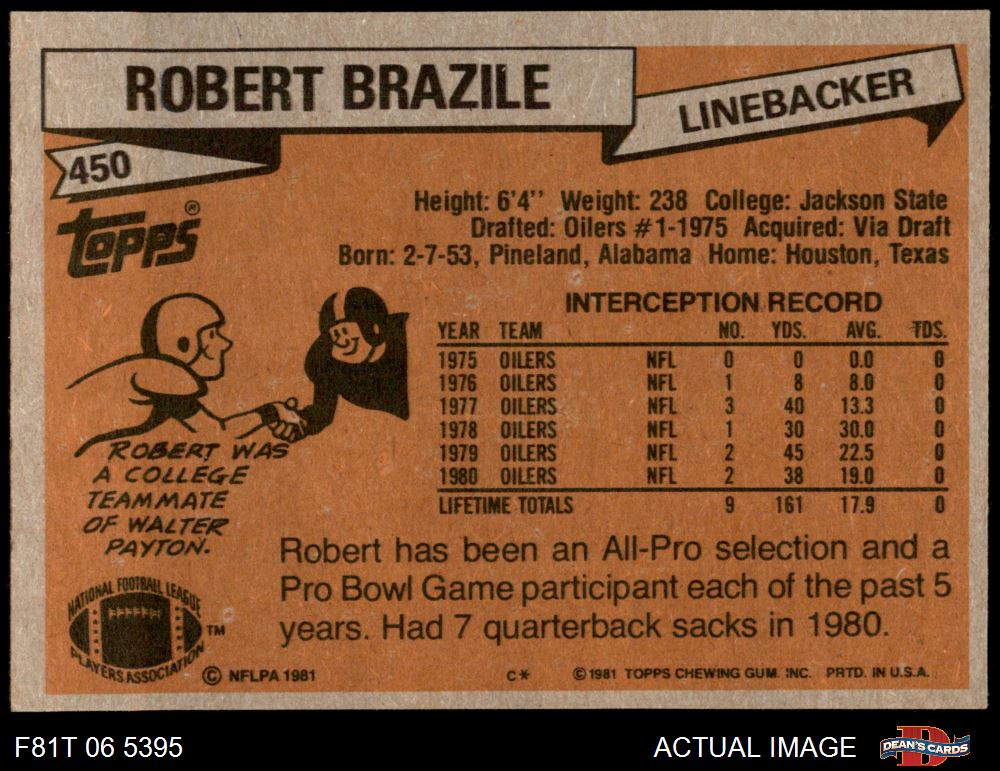 ROBERT BRAZILE
LINEBACKER
450
topps®
Height: 6'4'' Weight: 238 College: Jackson State
Drafted: Oilers #1-1975 Acquired: Via Draft
Born: 2-7-53, Pineland, Alabama Home: Houston, Texas
INTERCEPTION RECORD
YEAR TEAM NO. YDS. AVG. TDS.
1975 OILERS NFL 0 0 0.0 0
1976 OILERS NFL 1 8 8.0 0
1977 OILERS NFL 3 40 13.3 0
1978 OILERS NFL 1 30 30.0 0
1979 OILERS NFL 2 45 22.5 0
1980 OILERS NFL 2 38 19.0 0
LIFETIME TOTALS 9 161 17.9 0
ROBERT WAS
A COLLEGE
TEAMMATE
OF WALTER
PAYTON.
Robert has been an All-Pro selection and a
Pro Bowl Game participant each of the past 5
years. Had 7 quarterback sacks in 1980.
NATIONAL FOOTBALL LEAGUE
PLAYERS ASSOCIATION
TM
© NFLPA 1981
C*
© 1981 TOPPS CHEWING GUM. INC. PRTD. IN U.S.A.
F81T 06 5395
ACTUAL IMAGE
DEAN'S CARDS